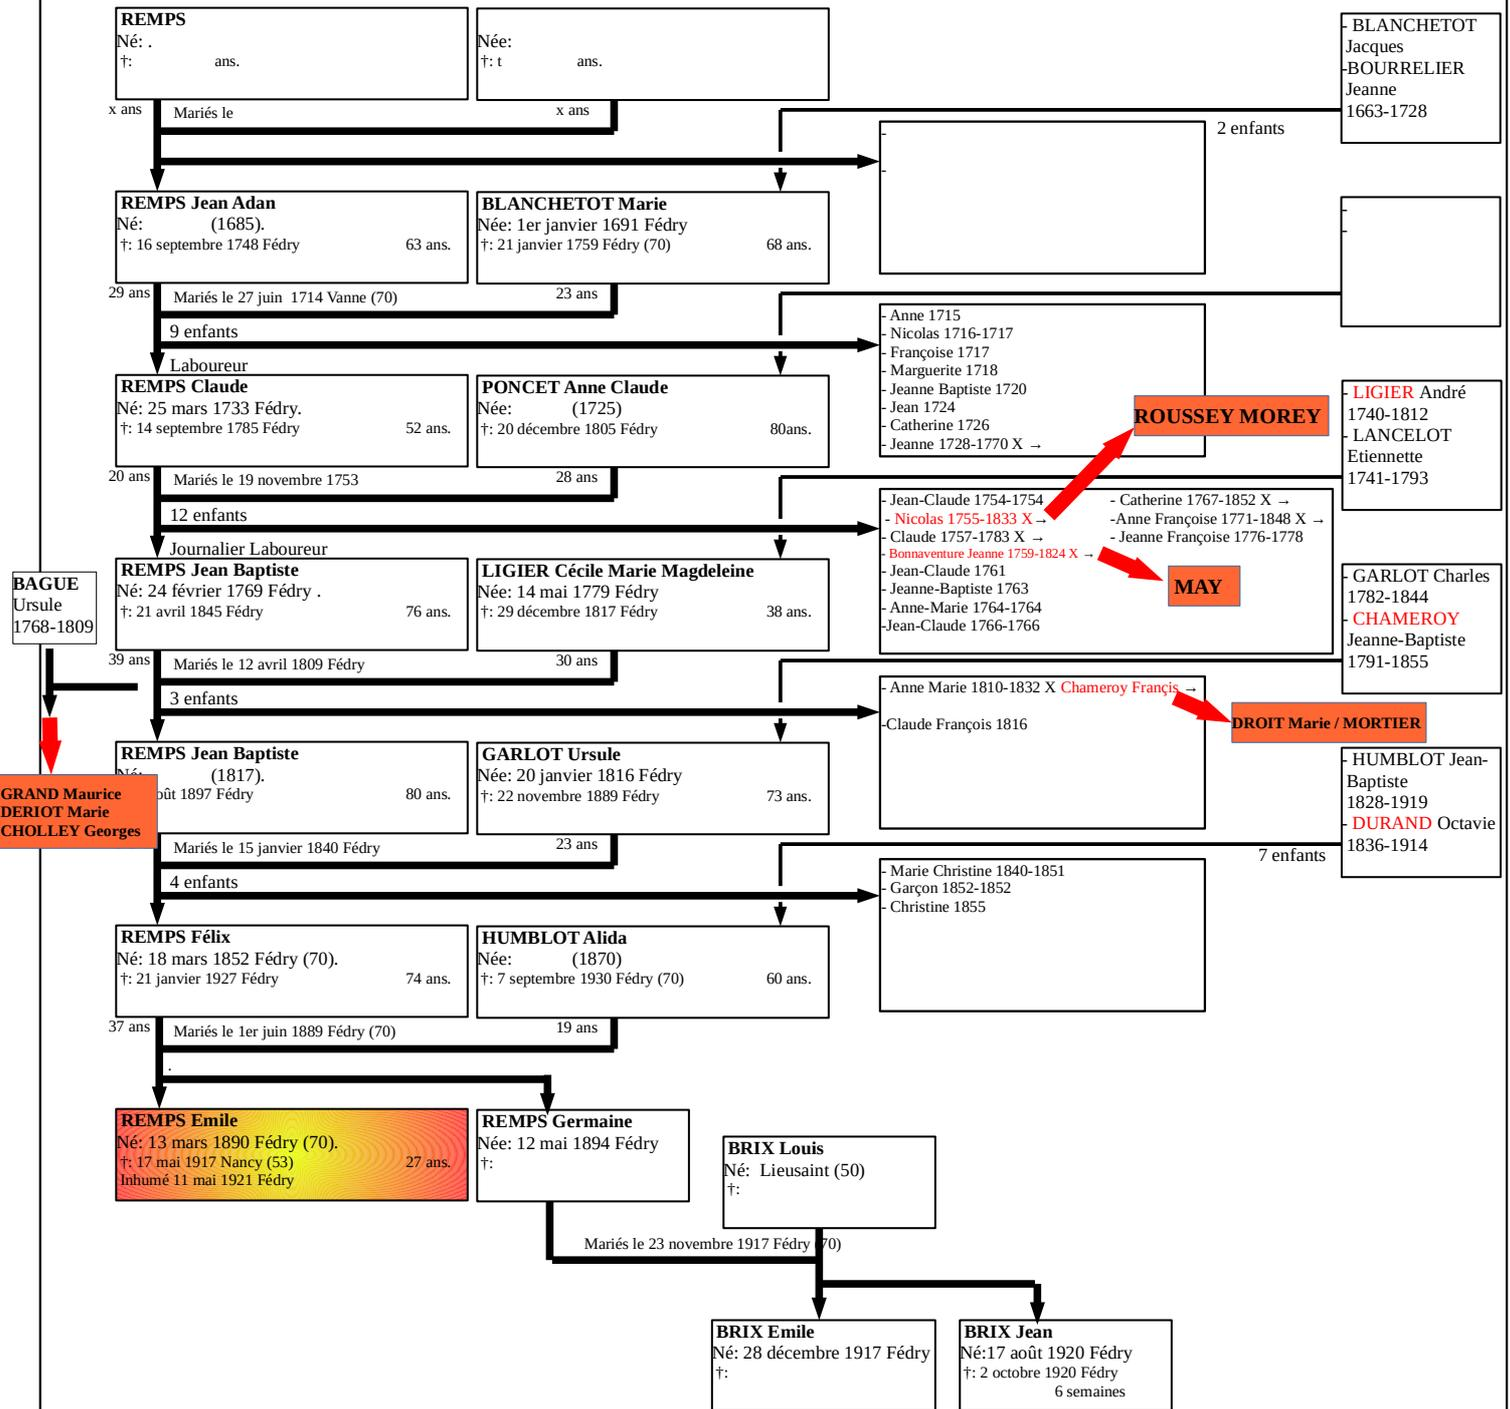 REMPS
Né: .
†: ans.
Née:
†: t ans.
x ans
Mariés le
x ans
- BLANCHETOT
Jacques
-BOURRELIER
Jeanne
1663-1728
2 enfants
-
-
REMPS Jean Adan
Né: (1685).
†: 16 septembre 1748 Fédry 63 ans.
BLANCHETOT Marie
Née: 1er janvier 1691 Fédry
†: 21 janvier 1759 Fédry (70) 68 ans.
-
-
29 ans
Mariés le 27 juin 1714 Vanne (70)
23 ans
9 enfants
- Anne 1715
- Nicolas 1716-1717
- Françoise 1717
- Marguerite 1718
- Jeanne Baptiste 1720
- Jean 1724
- Catherine 1726
- Jeanne 1728-1770 X →
ROUSSEY MOREY
Laboureur
REMPS Claude
Né: 25 mars 1733 Fédry.
†: 14 septembre 1785 Fédry 52 ans.
PONCET Anne Claude
Née: (1725)
†: 20 décembre 1805 Fédry 80ans.
- LIGIER André
1740-1812
- LANCELOT
Etiennette
1741-1793
20 ans
Mariés le 19 novembre 1753
28 ans
12 enfants
- Jean-Claude 1754-1754
- Nicolas 1755-1833 X→
- Claude 1757-1783 X →
- Bonnaventure Jeanne 1759-1824 X →
- Jean-Claude 1761
- Jeanne-Baptiste 1763
- Anne-Marie 1764-1764
-Jean-Claude 1766-1766
- Catherine 1767-1852 X →
-Anne Françoise 1771-1848 X →
- Jeanne Françoise 1776-1778
MAY
Journalier Laboureur
BAGUE
Ursule
1768-1809
REMPS Jean Baptiste
Né: 24 février 1769 Fédry .
†: 21 avril 1845 Fédry 76 ans.
LIGIER Cécile Marie Magdeleine
Née: 14 mai 1779 Fédry
†: 29 décembre 1817 Fédry 38 ans.
- GARLOT Charles
1782-1844
- CHAMEROY
Jeanne-Baptiste
1791-1855
39 ans
Mariés le 12 avril 1809 Fédry
30 ans
3 enfants
- Anne Marie 1810-1832 X Chameroy Françis →
-Claude François 1816
DROIT Marie / MORTIER
REMPS Jean Baptiste
Né: (1817).
oût 1897 Fédry 80 ans.
GRAND Maurice
DERIOT Marie
CHOLLEY Georges
GARLOT Ursule
Née: 20 janvier 1816 Fédry
†: 22 novembre 1889 Fédry 73 ans.
- HUMBLOT Jean-
Baptiste
1828-1919
- DURAND Octavie
1836-1914
7 enfants
Mariés le 15 janvier 1840 Fédry
23 ans
4 enfants
- Marie Christine 1840-1851
- Garçon 1852-1852
- Christine 1855
REMPS Félix
Né: 18 mars 1852 Fédry (70).
†: 21 janvier 1927 Fédry 74 ans.
HUMBLOT Alida
Née: (1870)
†: 7 septembre 1930 Fédry (70) 60 ans.
37 ans
Mariés le 1er juin 1889 Fédry (70)
19 ans
.
REMPS Emile
Né: 13 mars 1890 Fédry (70).
†: 17 mai 1917 Nancy (53) 27 ans.
Inhumé 11 mai 1921 Fédry
REMPS Germaine
Née: 12 mai 1894 Fédry
†:
BRIX Louis
Né: Lieusaint (50)
†:
Mariés le 23 novembre 1917 Fédry (70)
BRIX Emile
Né: 28 décembre 1917 Fédry
†:
BRIX Jean
Né:17 août 1920 Fédry
†: 2 octobre 1920 Fédry
6 semaines